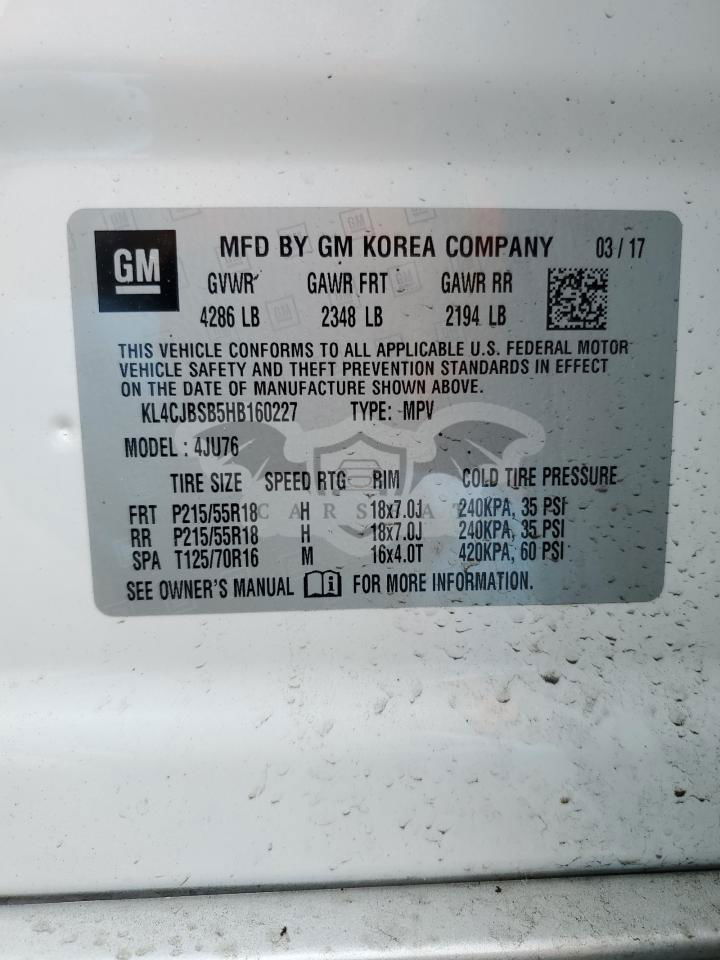 GM MFD BY GM KOREA COMPANY 03 / 17
GVWR GAWR FRT GAWR RR
4286 LB 2348 LB 2194 LB
THIS VEHICLE CONFORMS TO ALL APPLICABLE U.S. FEDERAL MOTOR
VEHICLE SAFETY AND THEFT PREVENTION STANDARDS IN EFFECT
ON THE DATE OF MANUFACTURE SHOWN ABOVE.
KL4CJBSB5HB160227 TYPE: MPV
MODEL : 4JU76
TIRE SIZE SPEED RTG RIM COLD TIRE PRESSURE
FRT P215/55R18 H 18x7.0J 240KPA, 35 PSI
RR P215/55R18 H 18x7.0J 240KPA, 35 PSI
SPA T125/70R16 M 16x4.0T 420KPA, 60 PSI
SEE OWNER'S MANUAL i FOR MORE INFORMATION.